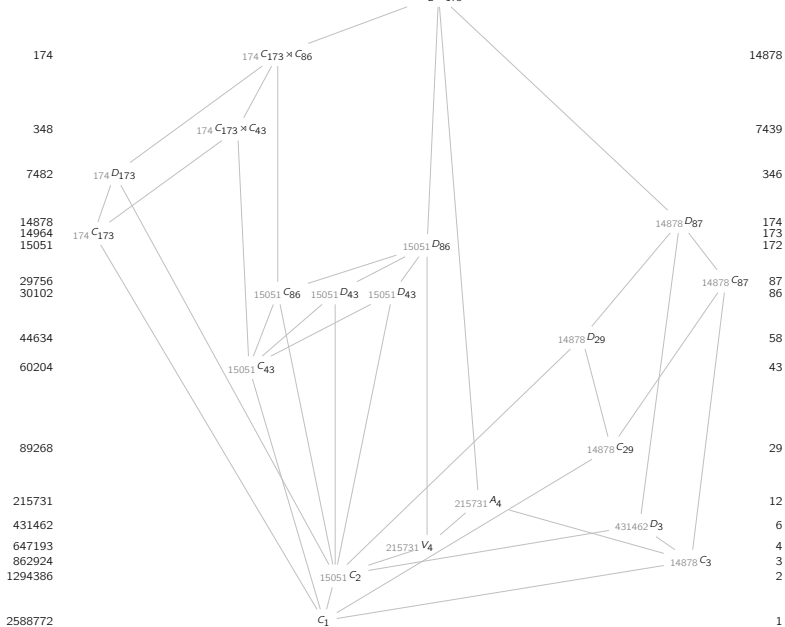 174 174 C173 ⋊ C86 14878
348 174 C173 ⋊ C43 7439
7482 174 D173 346
14878 14878 D87 174
14964 174 C173 173
15051 15051 D86 172
29756 14878 C87 87
30102 15051 C86 15051 D43 15051 D43 86
44634 14878 D29 58
60204 15051 C43 43
89268 14878 C29 29
215731 215731 A4 12
431462 431462 D3 6
647193 215731 V4 4
862924 14878 C3 3
1294386 15051 C2 2
2588772 C1 1